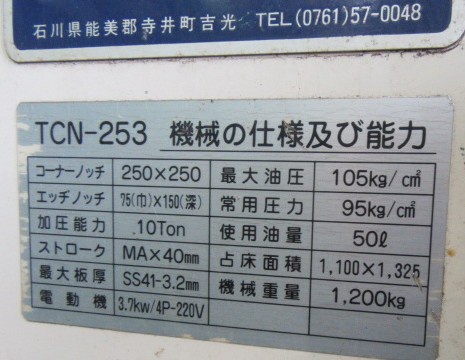 石川県能美郡寺井町吉光 TEL (0761)57-0048
TCN-253 機械の仕様及び能力
コーナーノッチ 250×250 最大油圧 105kg/c㎡
エッヂノッチ 75(巾)×150(深) 常用圧力 95kg/c㎡
加圧能力 10Ton 使用油量 50ℓ
ストローク MA×40mm 占床面積 1,100×1,325
最大板厚 SS41-3.2mm 機械重量 1,200kg
電動機 3.7kw/4P-220V